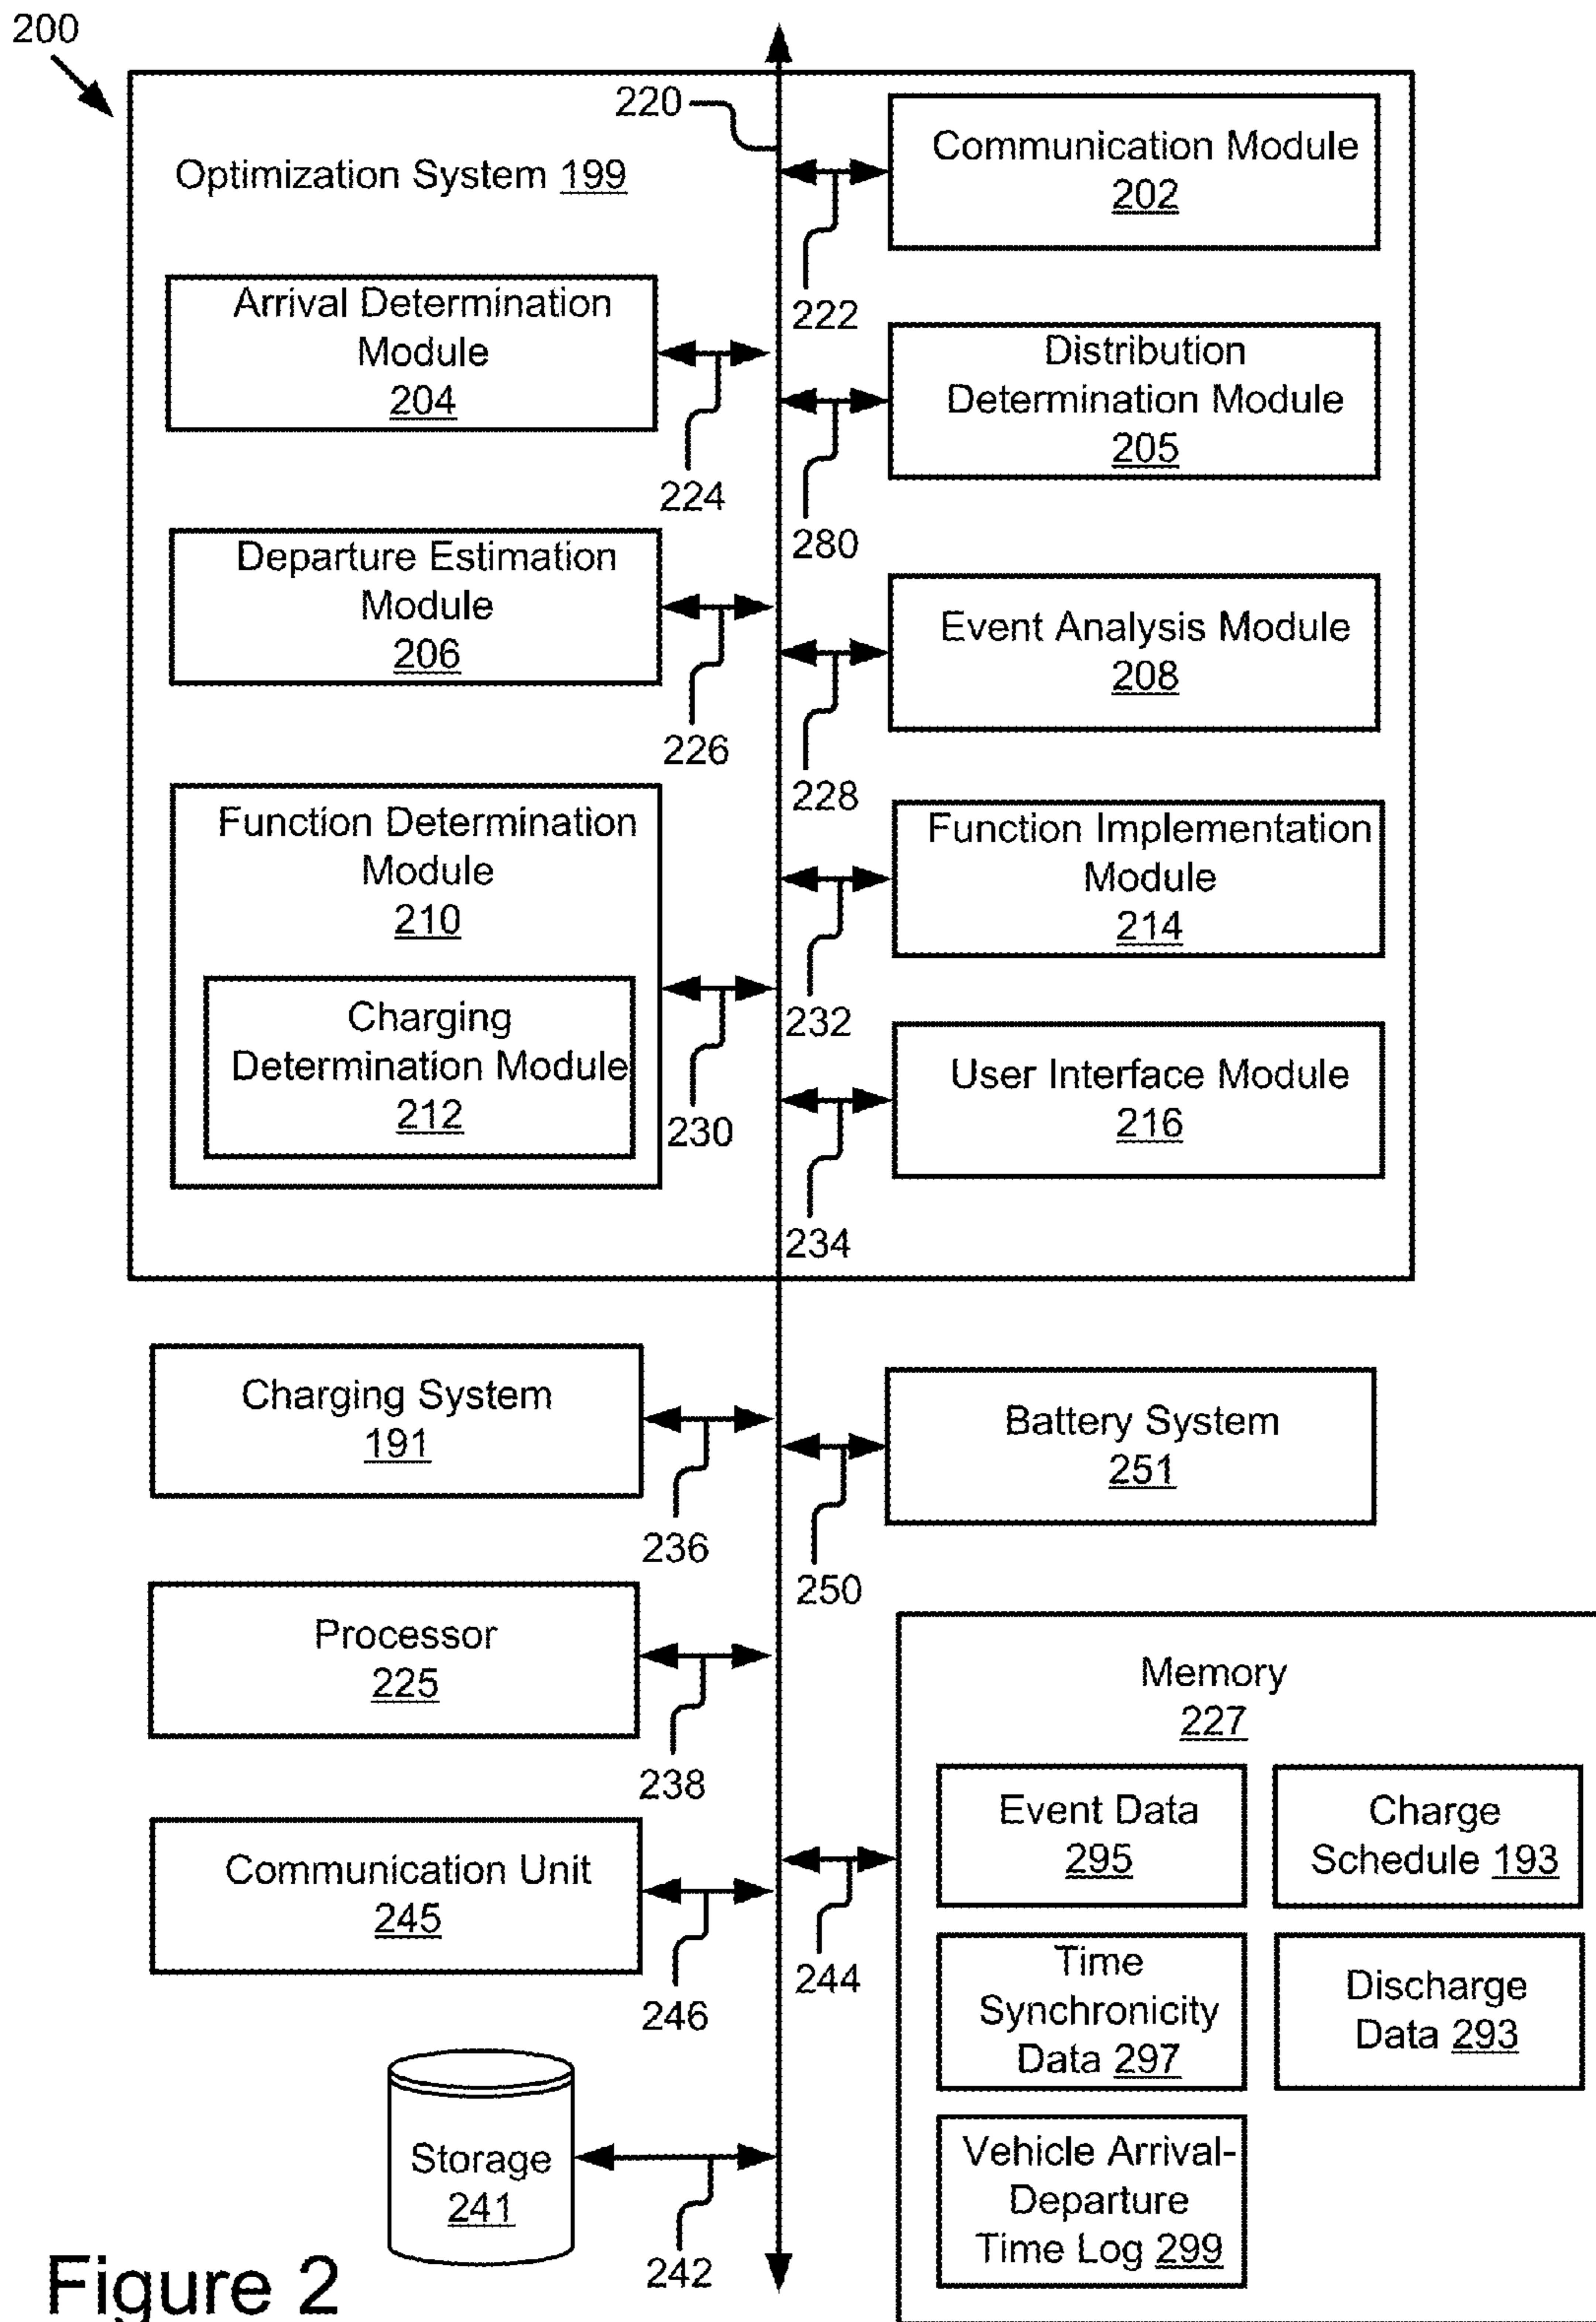 200
220
Optimization System 199
Communication Module
202
222
Arrival Determination
Module
204
224
Distribution
Determination Module
205
280
Departure Estimation
Module
206
226
Event Analysis Module
208
228
Function Determination
Module
210
Charging
Determination Module
212
230
Function Implementation
Module
214
232
User Interface Module
216
234
Charging System
191
236
Battery System
251
250
Processor
225
238
Memory
227
Event Data
295
Charge
Schedule 193
Communication Unit
245
246
244
Time
Synchronicity
Data 297
Discharge
Data 293
Storage
241
242
Vehicle Arrival-
Departure
Time Log 299
Figure 2